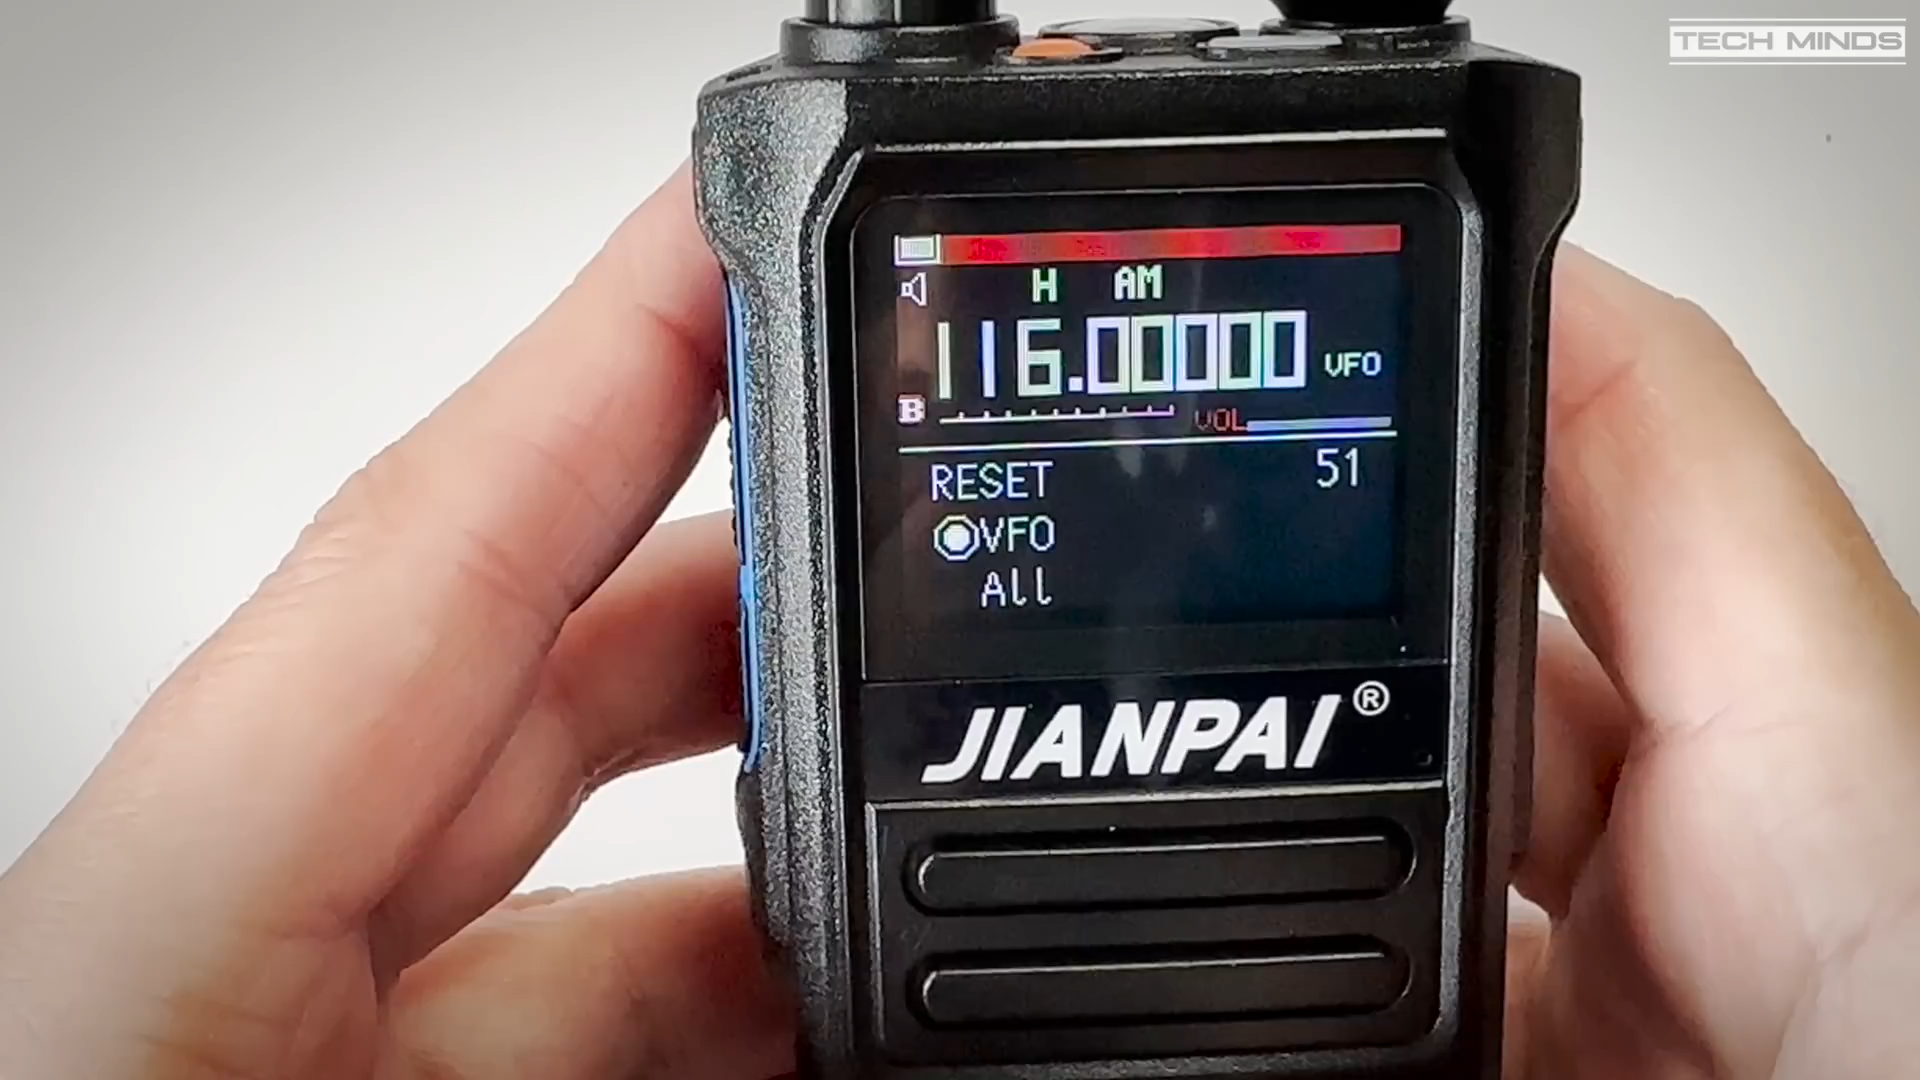 TECH MINDS
H AM
116.00000 VFO
B VOL
RESET 51
VFO
All
JIANPAI®